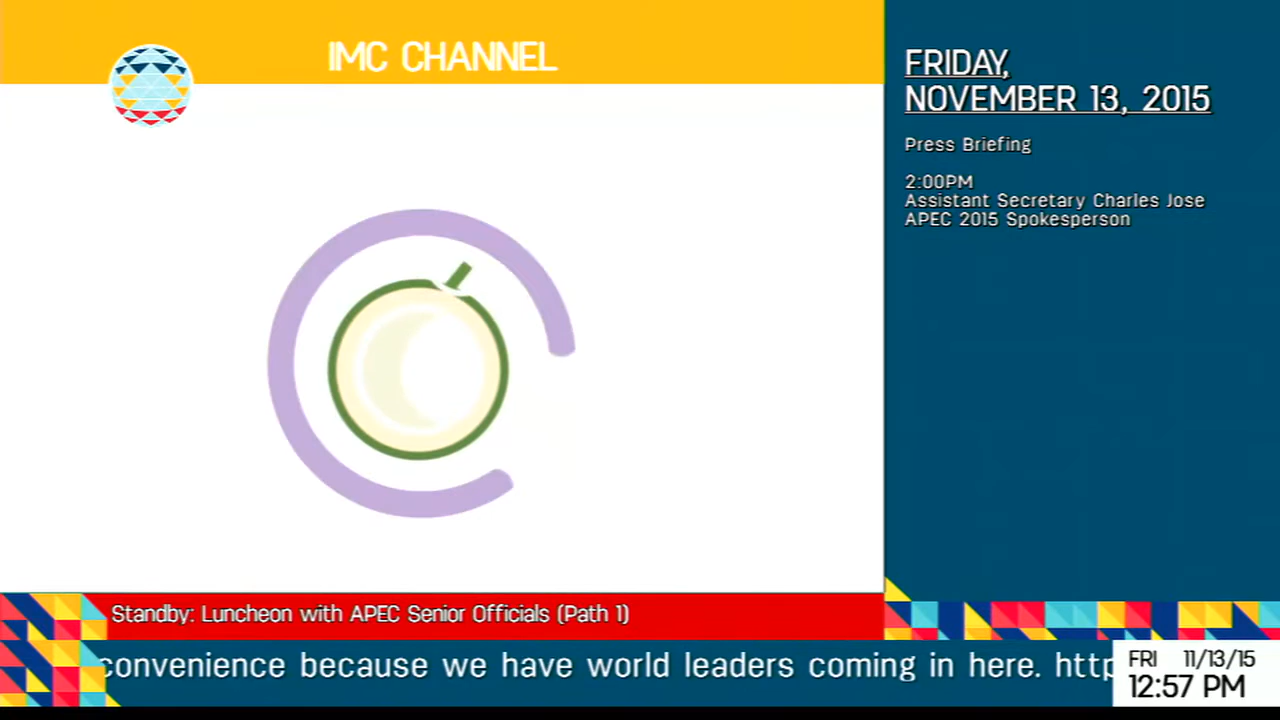 IMC CHANNEL
FRIDAY,
NOVEMBER 13, 2015
Press Briefing
2:00PM
Assistant Secretary Charles Jose
APEC 2015 Spokesperson
Standby: Luncheon with APEC Senior Officials (Path 1)
convenience because we have world leaders coming in here. http
FRI 11/13/15
12:57 PM